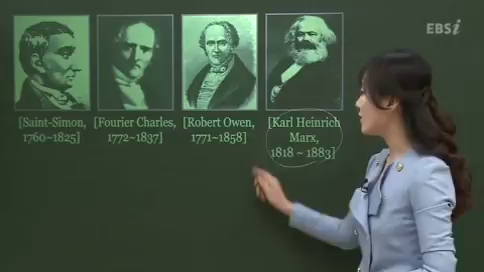 EBSi
[Saint-Simon, 1760~1825]
[Fourier Charles, 1772~1837]
[Robert Owen, 1771~1858]
[Karl Heinrich Marx, 1818 ~ 1883]